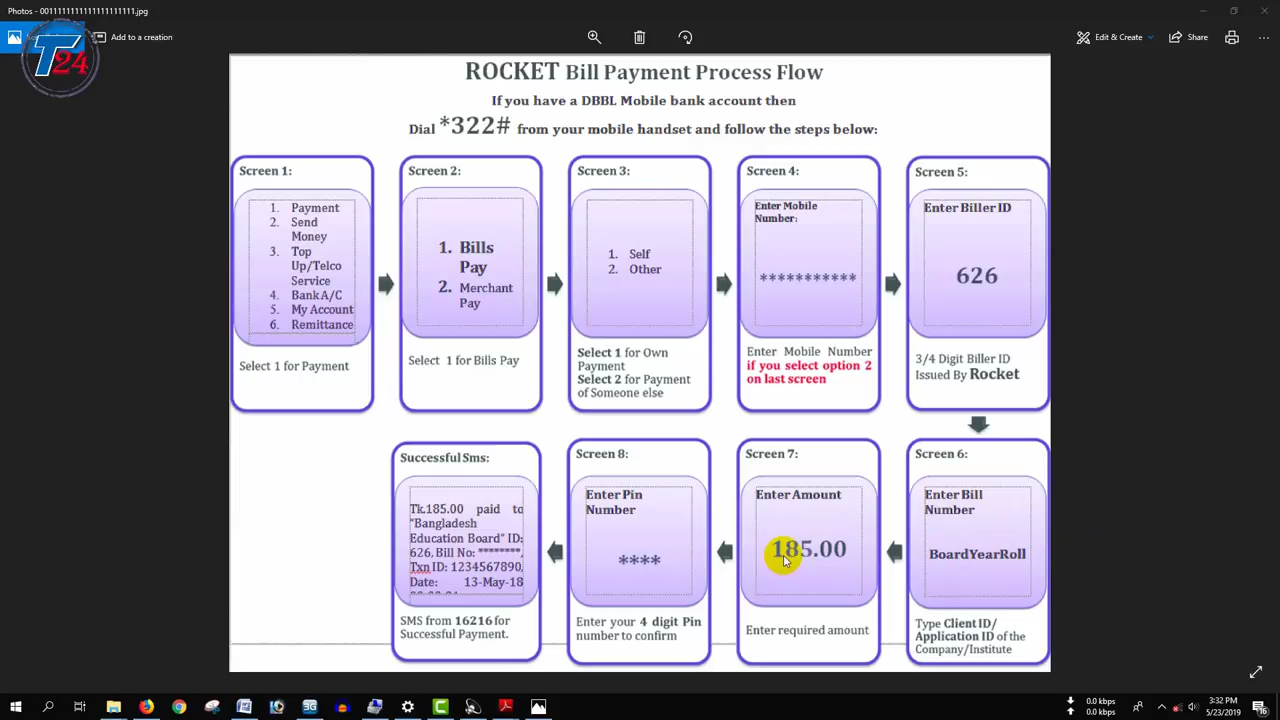 Photos - 00111111111111111111111.jpg
T24
Add to a creation
Edit & Create
Share
ROCKET Bill Payment Process Flow
If you have a DBBL Mobile bank account then
Dial *322# from your mobile handset and follow the steps below:
Screen 1:
1. Payment
2. Send
Money
3. Top
Up/Telco
Service
4. Bank A/C
5. My Account
6. Remittance
Select 1 for Payment
Screen 2:
1. Bills
Pay
2. Merchant
Pay
Select 1 for Bills Pay
Screen 3:
1. Self
2. Other
Select 1 for Own
Payment
Select 2 for Payment
of Someone else
Screen 4:
Enter Mobile
Number:
***********
Enter Mobile Number
if you select option 2
on last screen
Screen 5:
Enter Biller ID
626
3/4 Digit Biller ID
Issued By Rocket
Screen 6:
Enter Bill
Number
BoardYearRoll
Type Client ID/
Application ID of the
Company/Institute
Screen 7:
Enter Amount
185.00
Enter required amount
Screen 8:
Enter Pin
Number
****
Enter your 4 digit Pin
number to confirm
Successful Sms:
Tk.185.00 paid to
"Bangladesh
Education Board" ID:
626, Bill No: ********,
Txn ID: 1234567890,
Date: 13-May-18
SMS from 16216 for
Successful Payment.
0.0 kbps
0.0 kbps
3:32 PM
5/23/2019